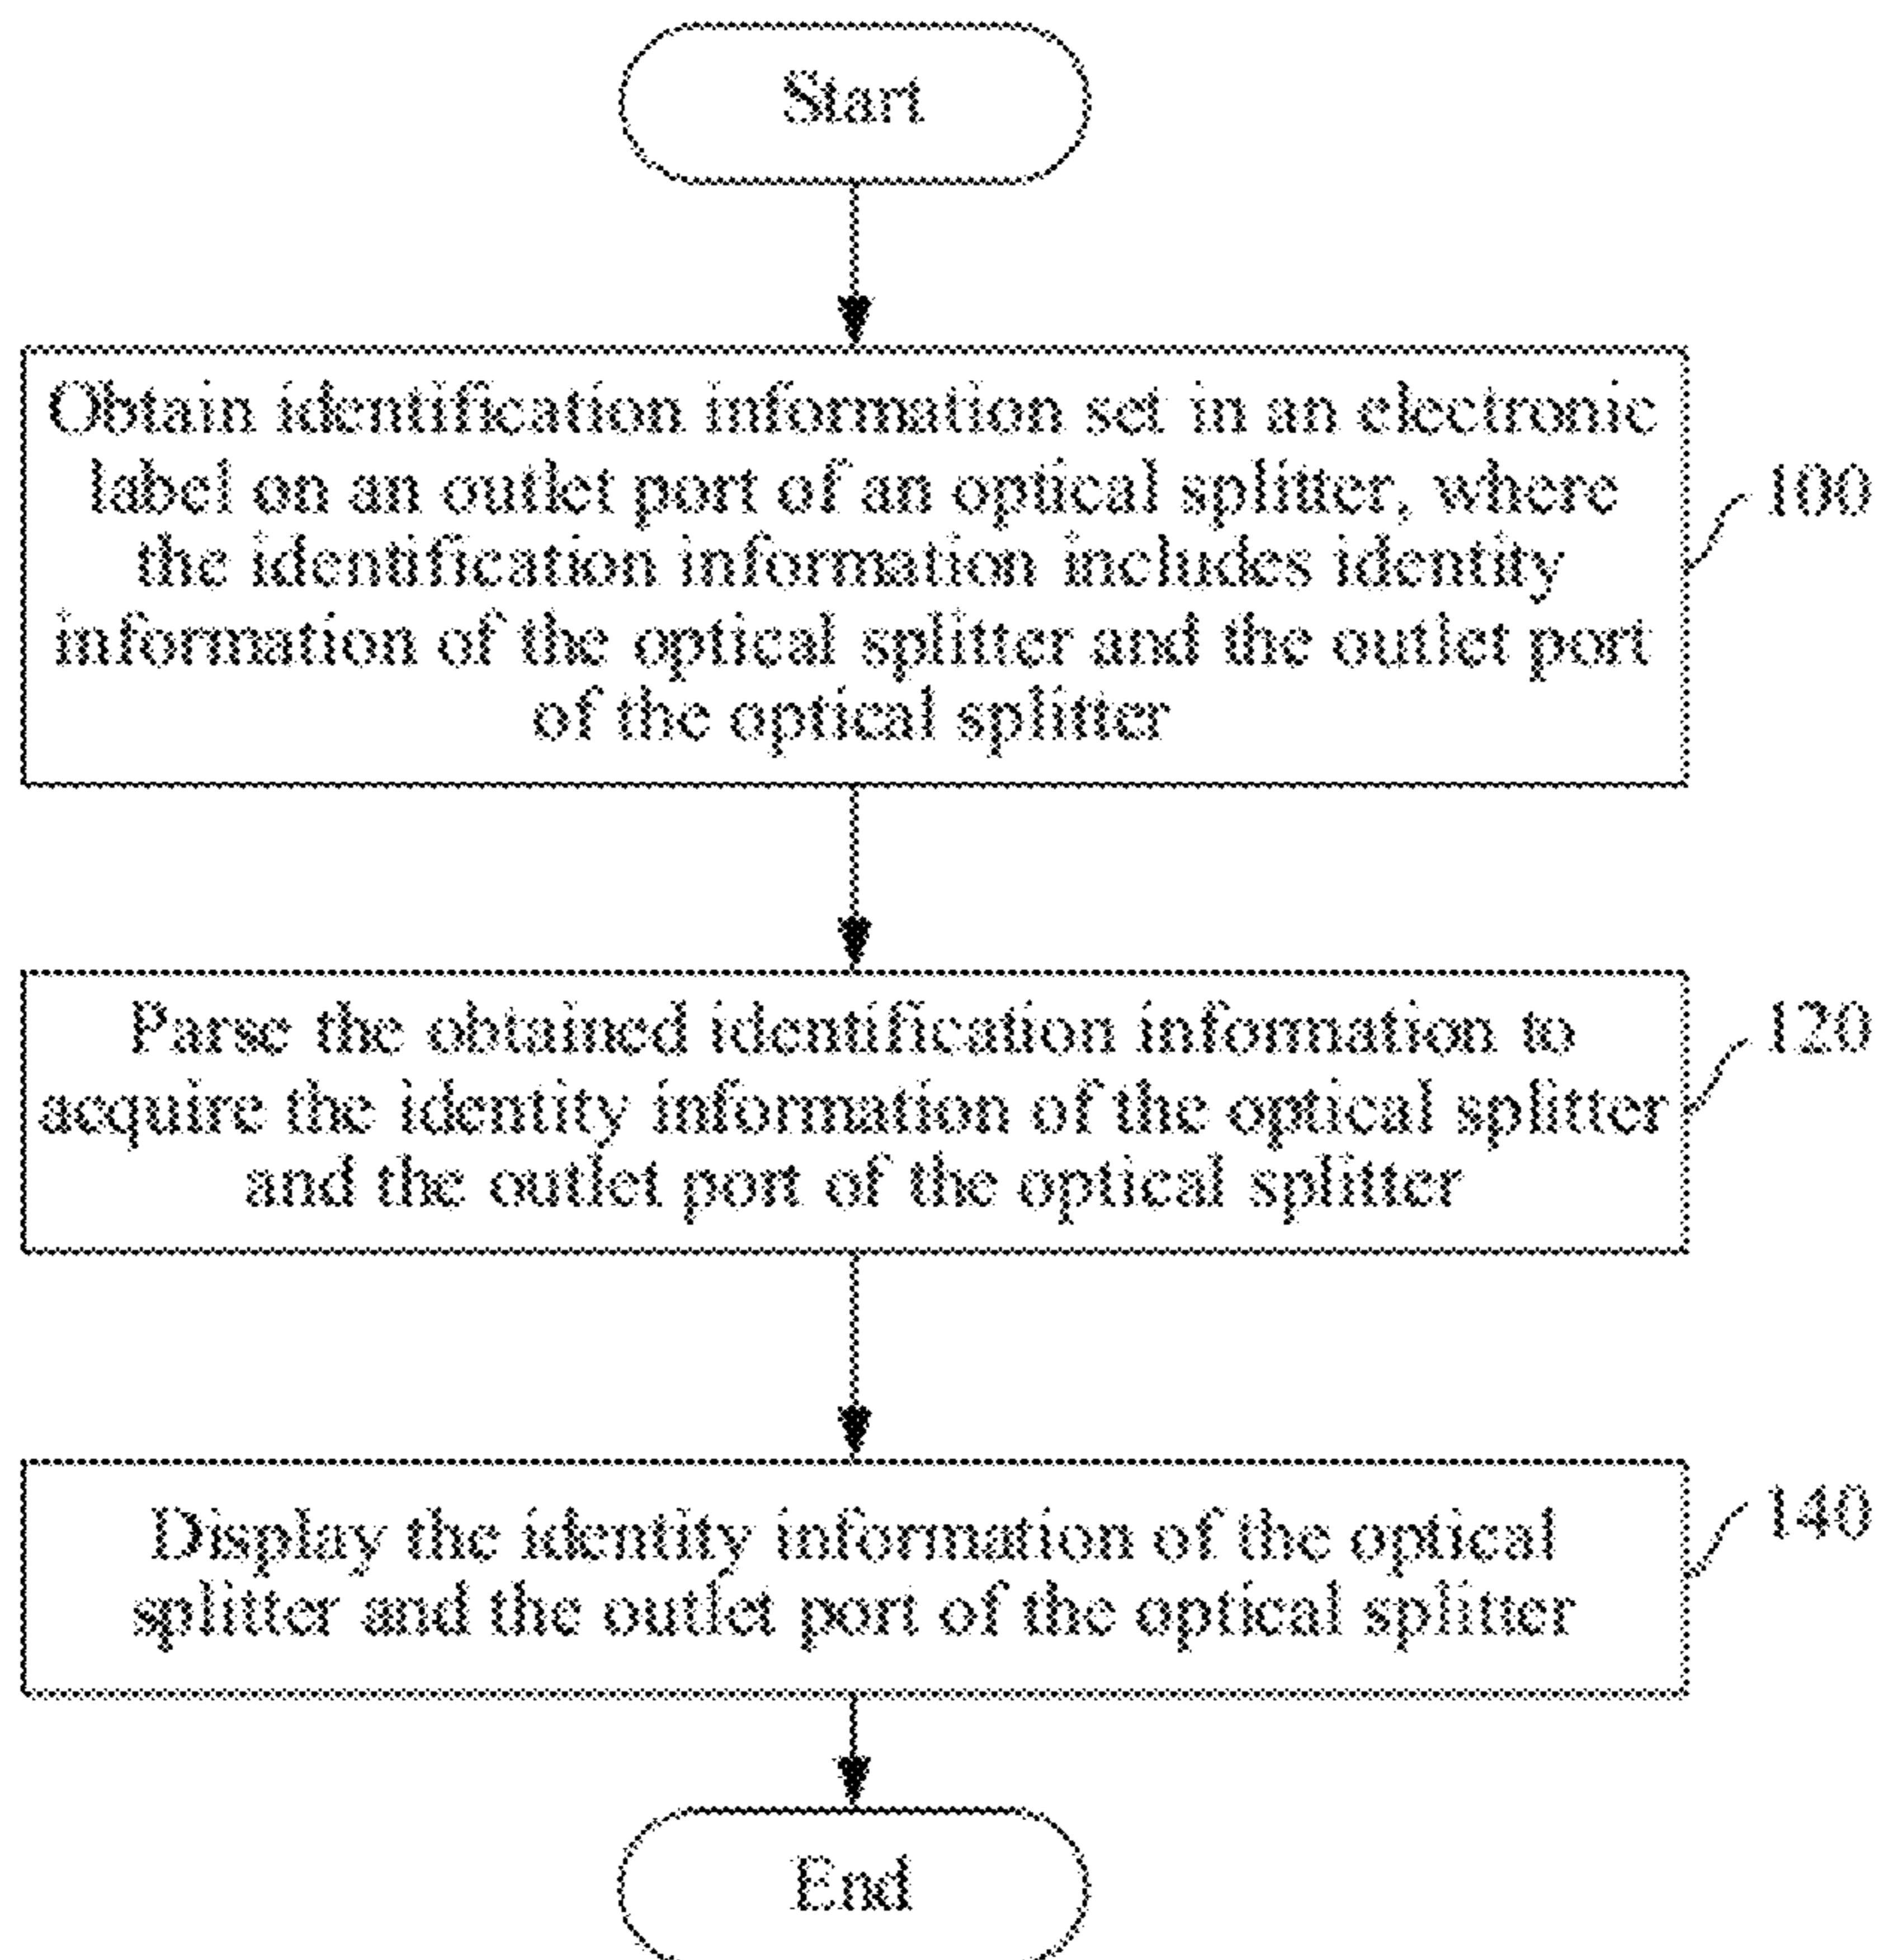 Start
Obtain identification information set in an electronic
label on an outlet port of an optical splitter, where
the identification information includes identity
information of the optical splitter and the outlet port
of the optical splitter
100
Parse the obtained identification information to
acquire the identity information of the optical splitter
and the outlet port of the optical splitter
120
Display the identity information of the optical
splitter and the outlet port of the optical splitter
140
End